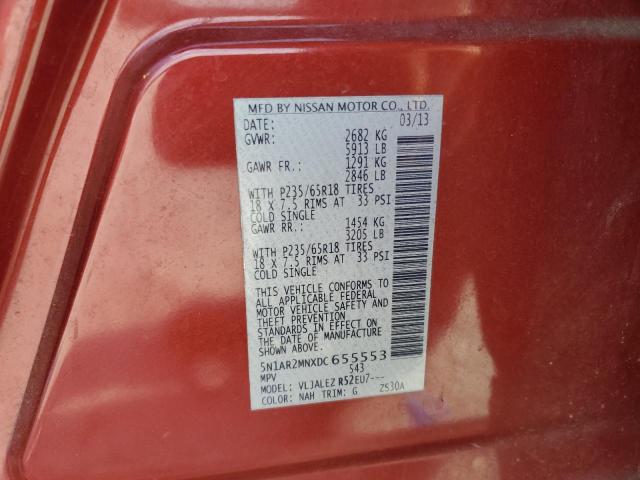 MFD BY NISSAN MOTOR CO., LTD.
DATE: 03/13
GVWR: 2682 KG
5913 LB
GAWR FR.: 1291 KG
2846 LB
WITH P235/65R18 TIRES
18 X 7.5 RIMS AT 33 PSI
COLD SINGLE
GAWR RR.: 1454 KG
3205 LB
WITH P235/65R18 TIRES
18 X 7.5 RIMS AT 33 PSI
COLD SINGLE
THIS VEHICLE CONFORMS TO
ALL APPLICABLE FEDERAL
MOTOR VEHICLE SAFETY AND
THEFT PREVENTION
STANDARDS IN EFFECT ON
THE DATE OF MANUFACTURE
SHOWN ABOVE.
5N1AR2MNXDC 655553
MPV 543
MODEL: VLJALEZ R52EU7---
COLOR: NAH TRIM: G ZS30A